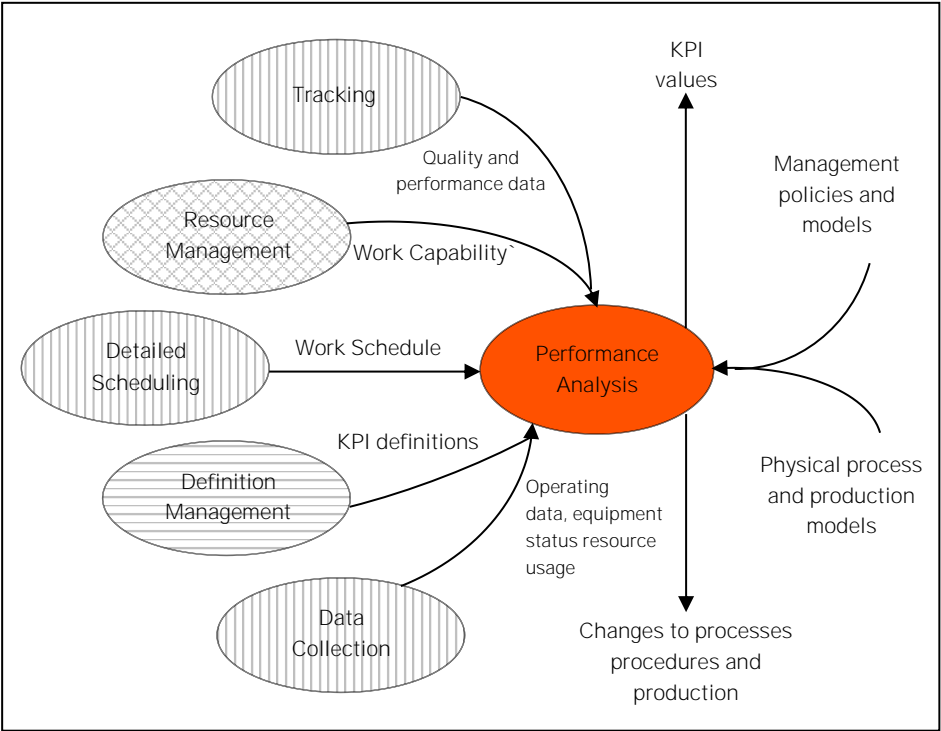 Tracking
KPI
values
Quality and
performance data
Management
policies and
models
Resource
Management
Work Capability`
Detailed
Scheduling
Work Schedule
Performance
Analysis
KPI definitions
Definition
Management
Operating
data, equipment
status resource
usage
Physical process
and production
models
Data
Collection
Changes to processes
procedures and
production